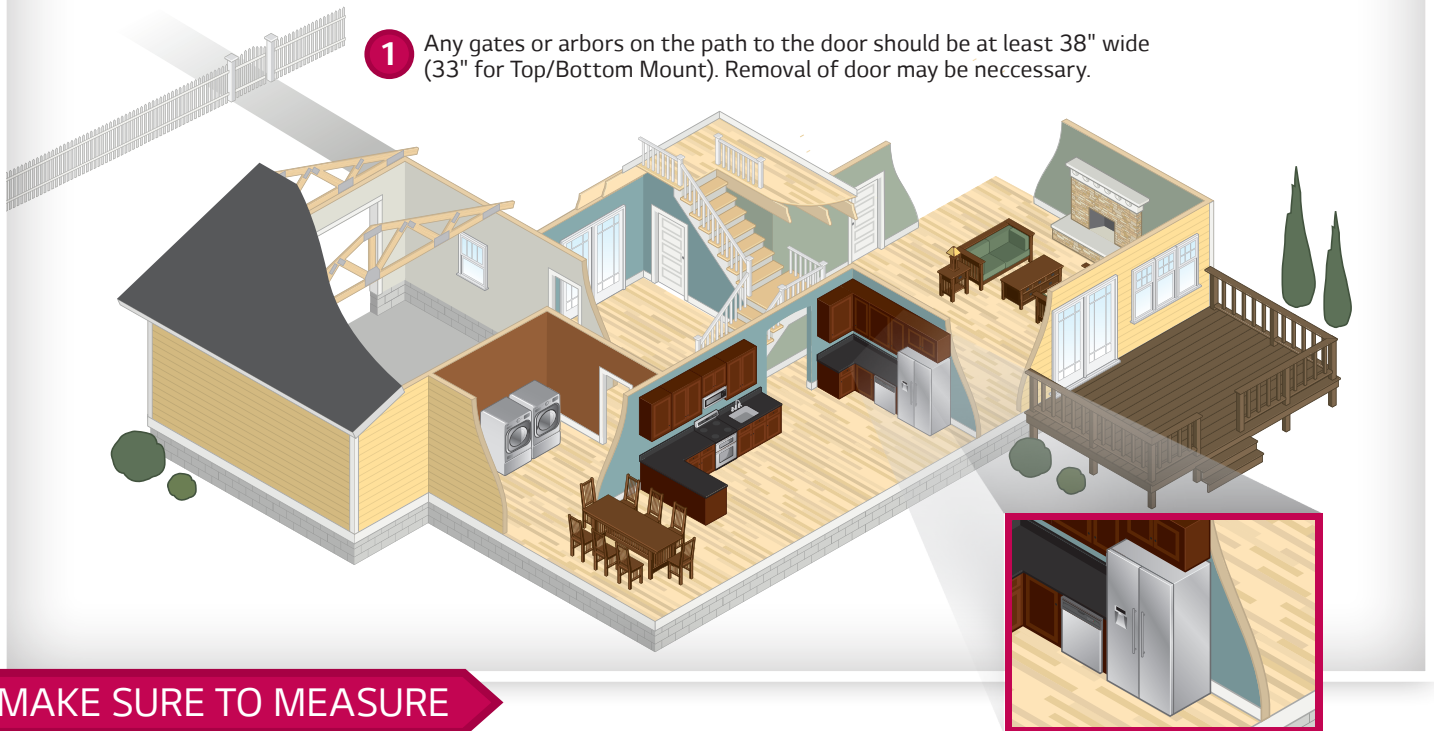 1
Any gates or arbors on the path to the door should be at least 38" wide
(33" for Top/Bottom Mount). Removal of door may be neccessary.
MAKE SURE TO MEASURE